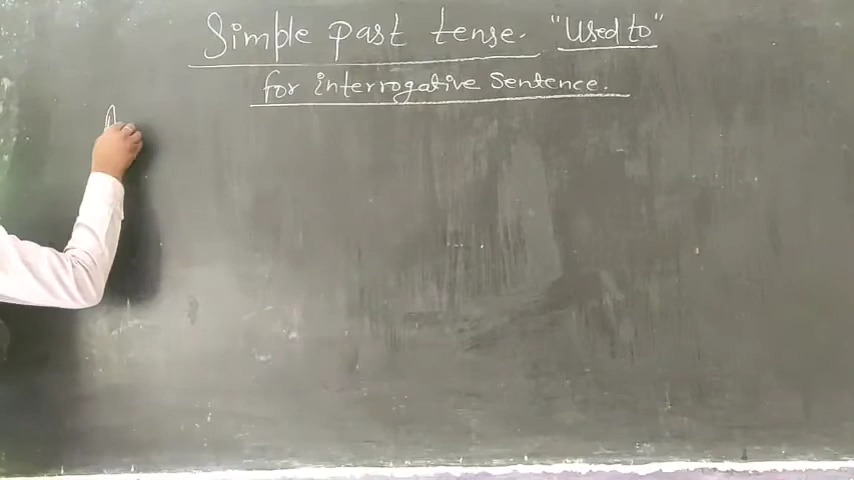 Simple past tense. "Used to"
for interrogative Sentence.